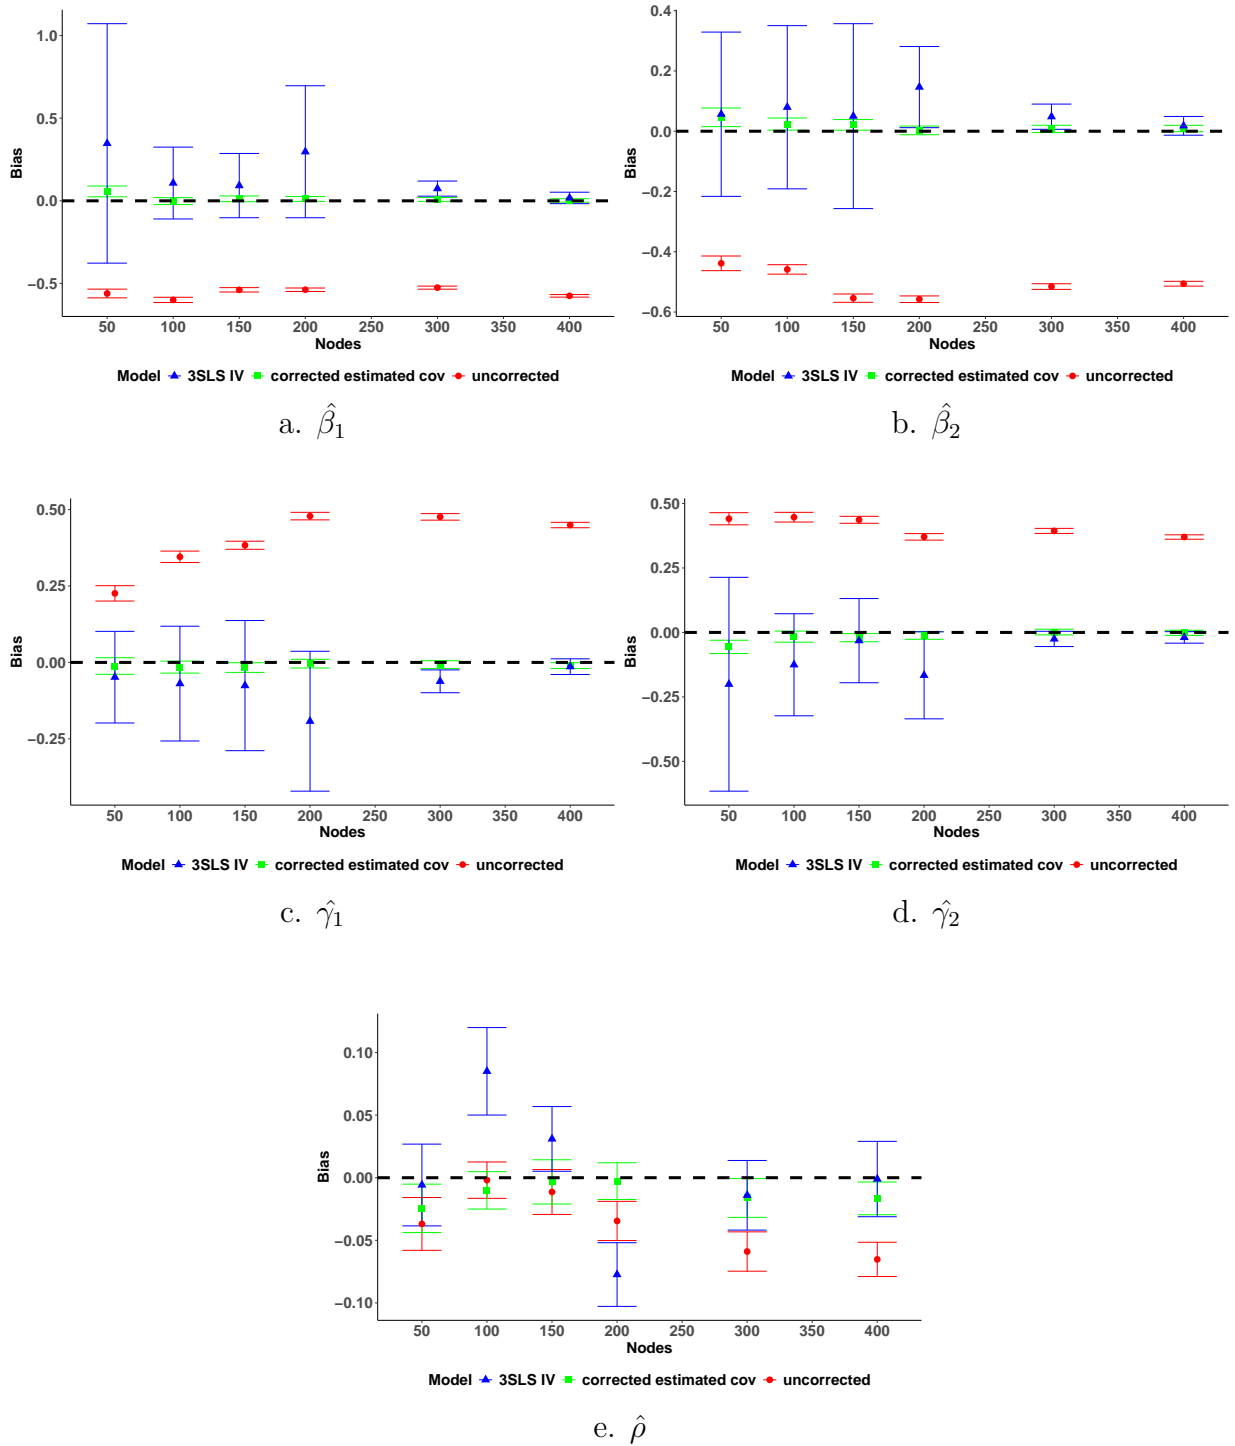 1.0
0.5
0.0
−0.5
Bias
50 100 150 200 250 300 350 400
Nodes
Model 3SLS IV corrected estimated cov uncorrected
a. β̂₁
0.4
0.2
0.0
−0.2
−0.4
−0.6
Bias
50 100 150 200 250 300 350 400
Nodes
Model 3SLS IV corrected estimated cov uncorrected
b. β̂₂
0.50
0.25
0.00
−0.25
Bias
50 100 150 200 250 300 350 400
Nodes
Model 3SLS IV corrected estimated cov uncorrected
c. γ̂₁
0.50
0.25
0.00
−0.25
−0.50
Bias
50 100 150 200 250 300 350 400
Nodes
Model 3SLS IV corrected estimated cov uncorrected
d. γ̂₂
0.10
0.05
0.00
−0.05
−0.10
Bias
50 100 150 200 250 300 350 400
Nodes
Model 3SLS IV corrected estimated cov uncorrected
e. ρ̂